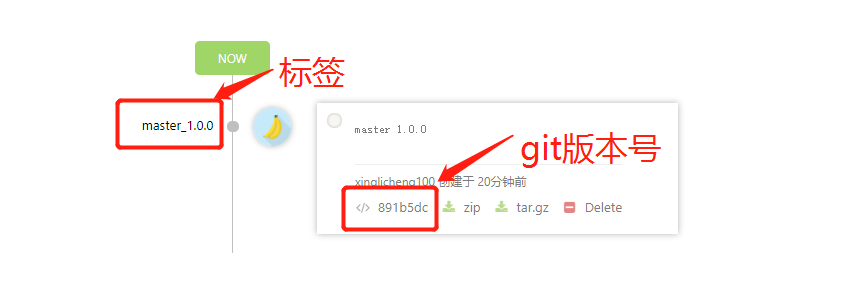 NOW
标签
master_1.0.0
master 1.0.0
git版本号
xinglicheng100 创建于 20分钟前
891b5dc zip tar.gz Delete